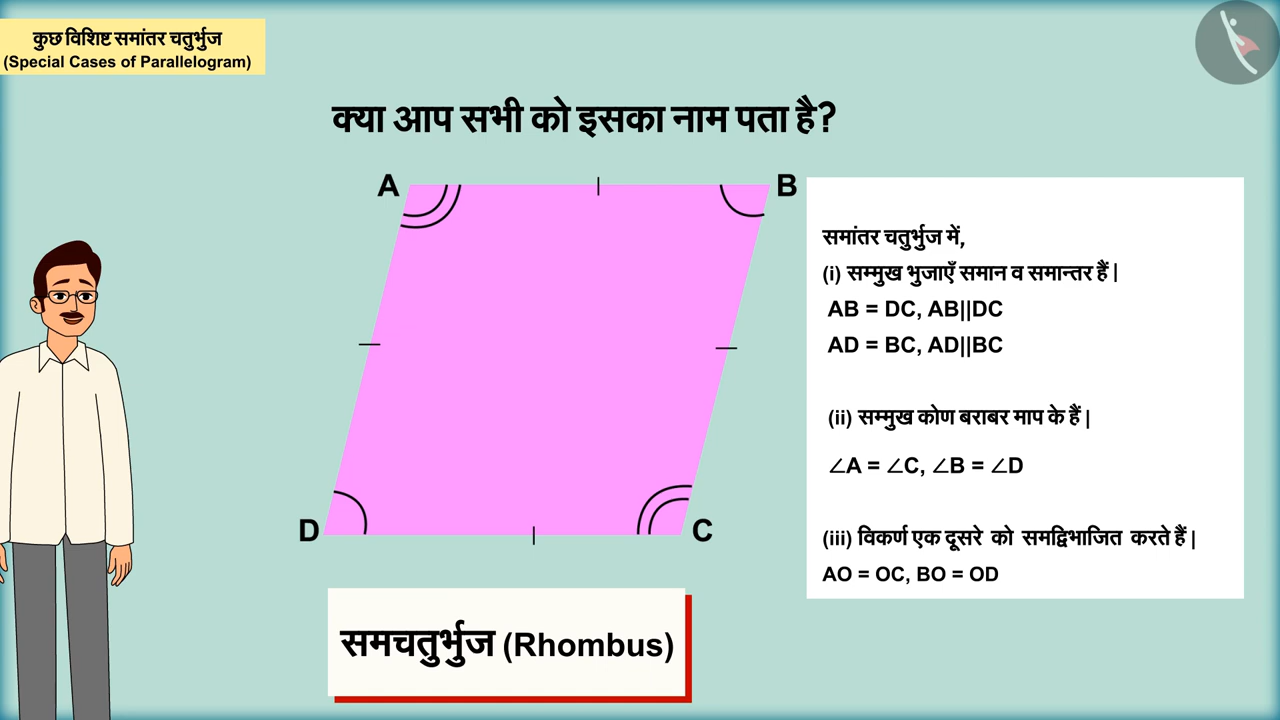 कुछ विशिष्ट समांतर चतुर्भुज
(Special Cases of Parallelogram)
क्या आप सभी को इसका नाम पता है?
A
B
समांतर चतुर्भुज में,
(i) सम्मुख भुजाएँ समान व समान्तर हैं |
AB = DC, AB||DC
AD = BC, AD||BC
(ii) सम्मुख कोण बराबर माप के हैं |
∠A = ∠C, ∠B = ∠D
D
C
(iii) विकर्ण एक दूसरे को समद्विभाजित करते हैं |
AO = OC, BO = OD
समचतुर्भुज (Rhombus)